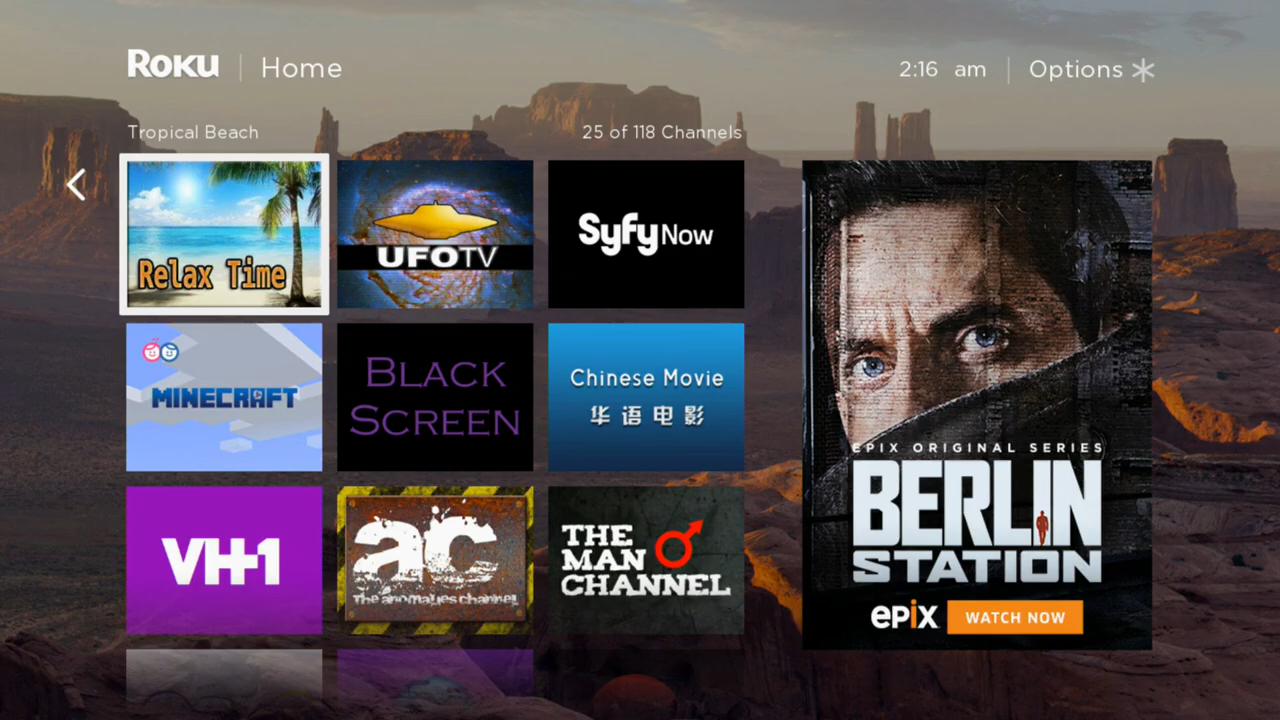 Roku
Home
2:16 am
Options
Tropical Beach
25 of 118 Channels
Relax Time
UFOTV
Syfy Now
MINECRAFT
BLACK
SCREEN
Chinese Movie
华语电影
VH1
ac
The anomalies channel
THE
MAN
CHANNEL
EPIX ORIGINAL SERIES
BERLIN
STATION
epix
WATCH NOW